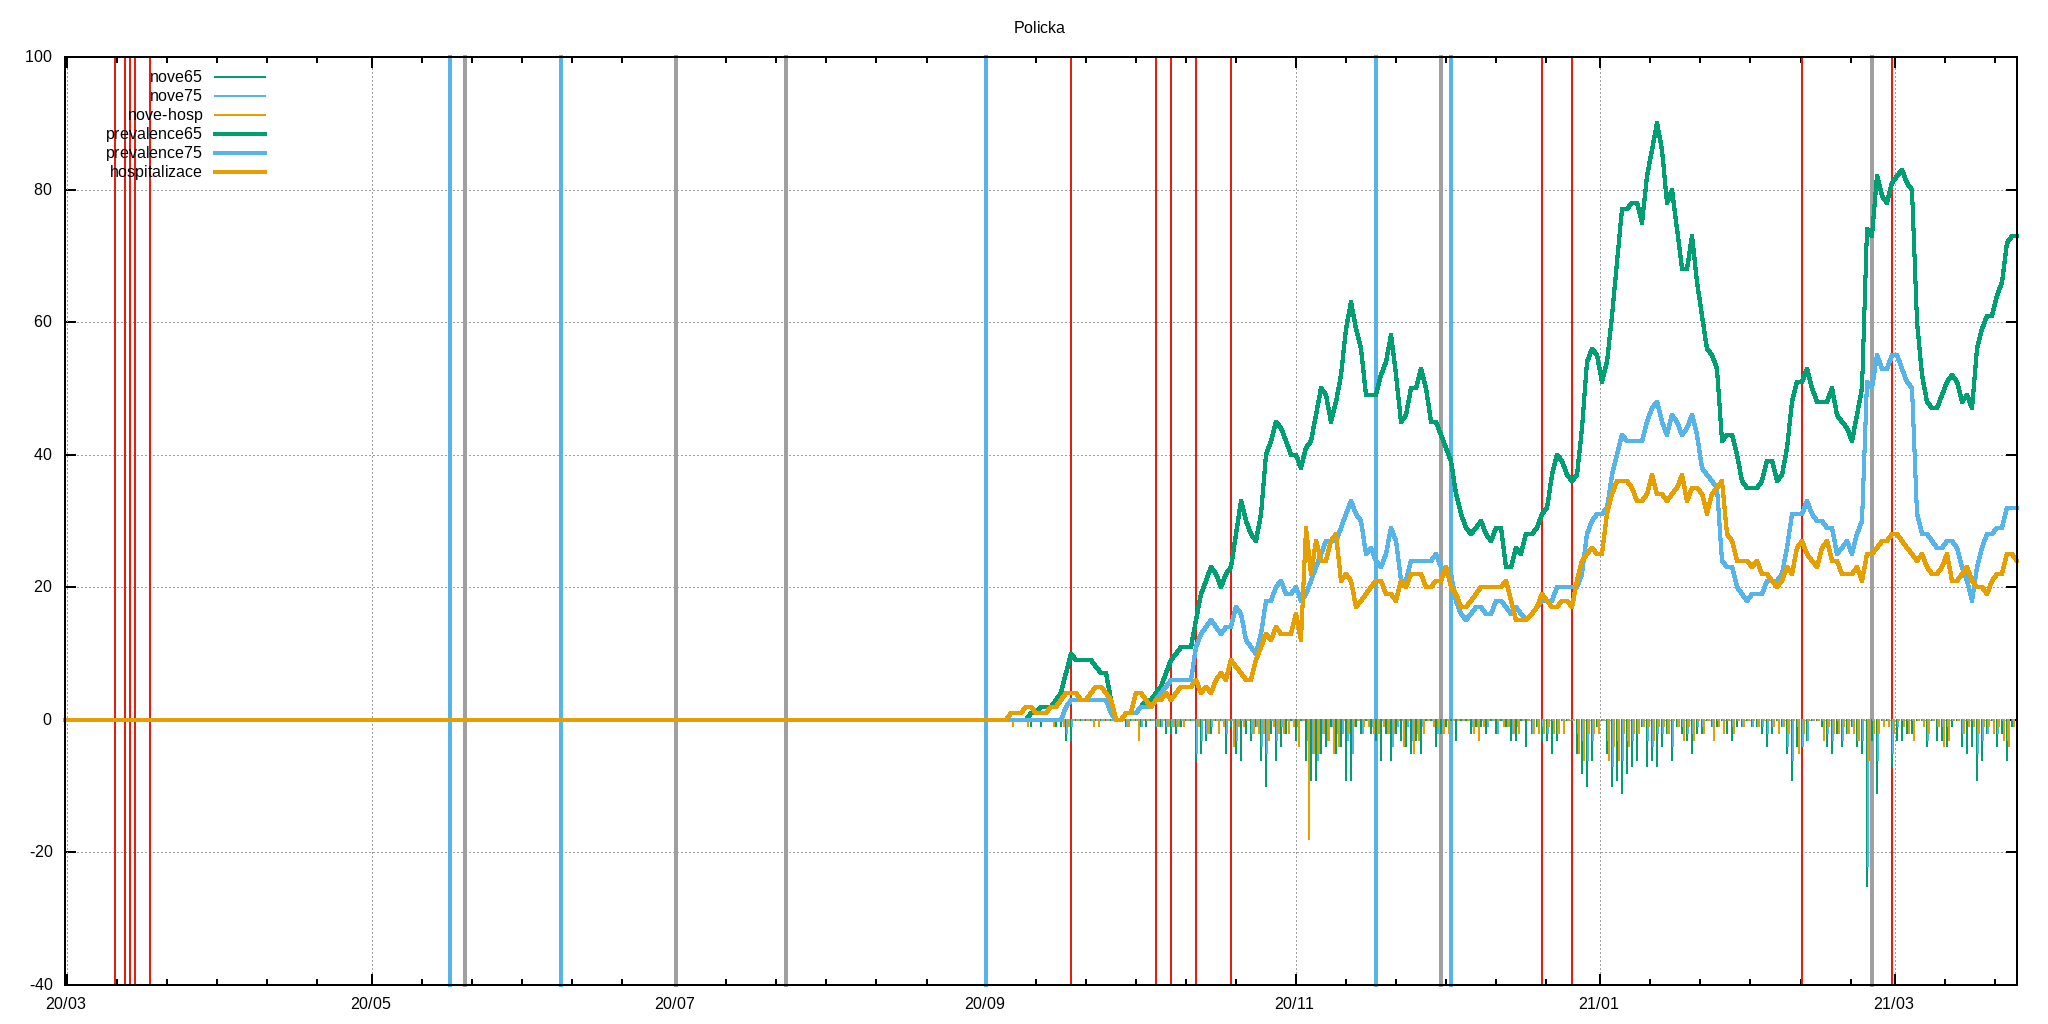 Policka
100
nove65
nove75
nove-hosp
prevalence65
prevalence75
hospitalizace
80
60
40
20
0
-20
-40
20/03 20/05 20/07 20/09 20/11 21/01 21/03